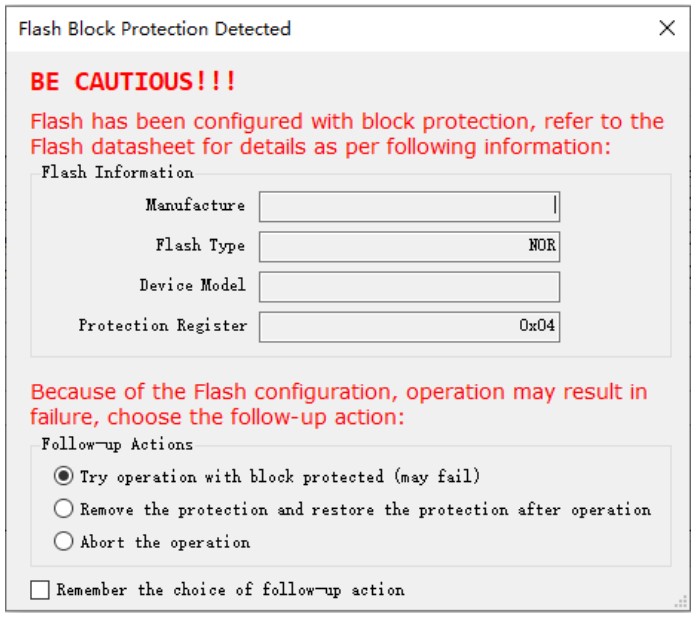 Flash Block Protection Detected
BE CAUTIOUS!!!
Flash has been configured with block protection, refer to the
Flash datasheet for details as per following information:
Flash Information
Manufacture
Flash Type NOR
Device Model
Protection Register 0x04
Because of the Flash configuration, operation may result in
failure, choose the follow-up action:
Follow-up Actions
Try operation with block protected (may fail)
Remove the protection and restore the protection after operation
Abort the operation
Remember the choice of follow-up action